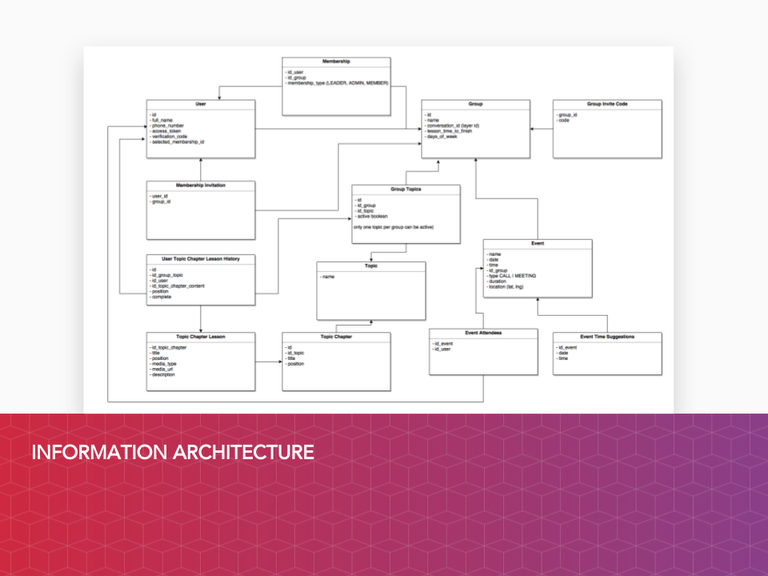 Membership
- id_user
- id_group
- membership_type (LEADER, ADMIN, MEMBER)
User
- id
- full_name
- phone_number
- access_token
- verification_code
- selected_membership_id
Group
- id
- name
- conversation_id (layer id)
- lesson_time_to_finish
- days_of_week
Group Invite Code
- group_id
- code
Membership Invitation
- user_id
- group_id
Group Topics
- id
- id_group
- id_topic
- active boolean
only one topic per group can be active)
User Topic Chapter Lesson History
- id
- id_group_topic
- id_user
- id_topic_chapter_content
- position
- complete
Topic
- name
Event
- name
- date
- time
- id_group
- type CALL | MEETING
- duration
- location (lat, lng)
Topic Chapter Lesson
- id_topic_chapter
- title
- position
- media_type
- media_url
- description
Topic Chapter
- id
- id_topic
- title
- position
Event Attendees
- id_event
- id_user
Event Time Suggestions
- id_event
- date
- time
INFORMATION ARCHITECTURE